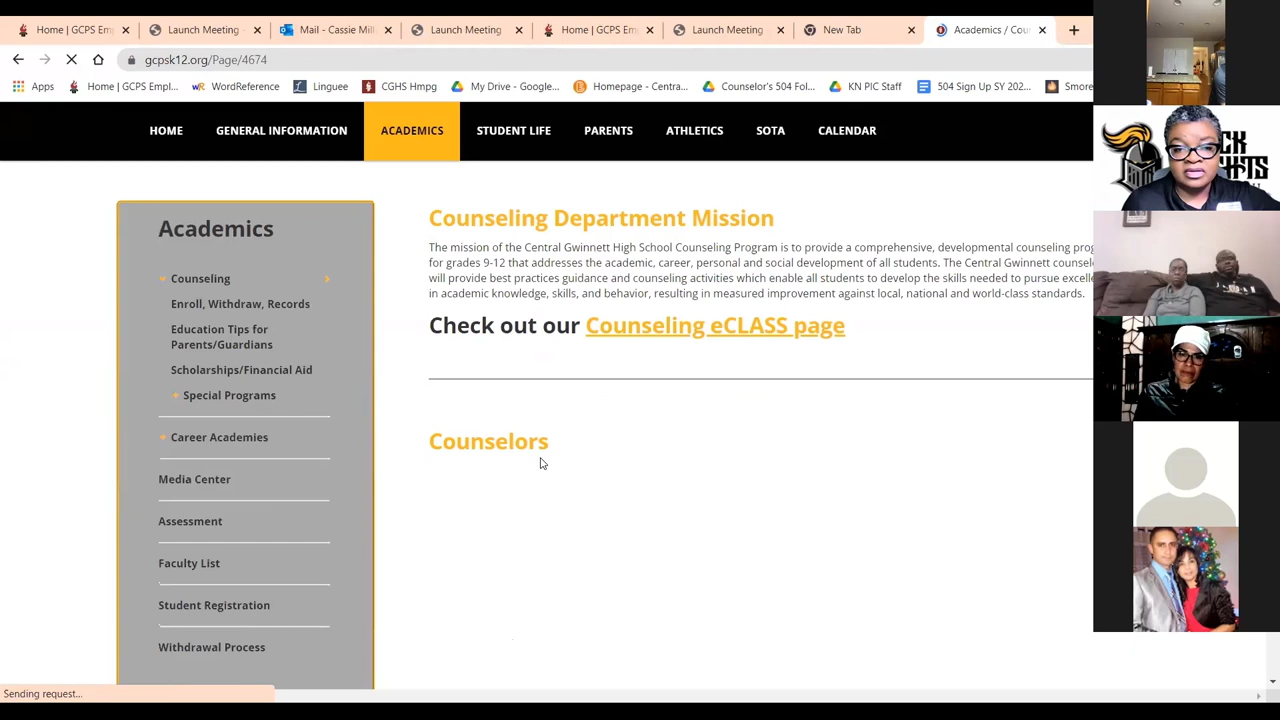 Home | GCPS Emp
Launch Meeting -
Mail - Cassie Mill
Launch Meeting
Home | GCPS Em
Launch Meeting
New Tab
Academics / Cou
gcpsk12.org/Page/4674
Apps
Home | GCPS Empl...
WordReference
Linguee
CGHS Hmpg
My Drive - Google...
Homepage - Centra...
Counselor's 504 Fol...
KN PIC Staff
504 Sign Up SY 202...
Smore
HOME
GENERAL INFORMATION
ACADEMICS
STUDENT LIFE
PARENTS
ATHLETICS
SOTA
CALENDAR
Academics
Counseling
Enroll, Withdraw, Records
Education Tips for
Parents/Guardians
Scholarships/Financial Aid
Special Programs
Career Academies
Media Center
Assessment
Faculty List
Student Registration
Withdrawal Process
Counseling Department Mission
The mission of the Central Gwinnett High School Counseling Program is to provide a comprehensive, developmental counseling prog
for grades 9-12 that addresses the academic, career, personal and social development of all students. The Central Gwinnett counselo
will provide best practices guidance and counseling activities which enable all students to develop the skills needed to pursue excelle
in academic knowledge, skills, and behavior, resulting in measured improvement against local, national and world-class standards.
Check out our Counseling eCLASS page
Counselors
Sending request...